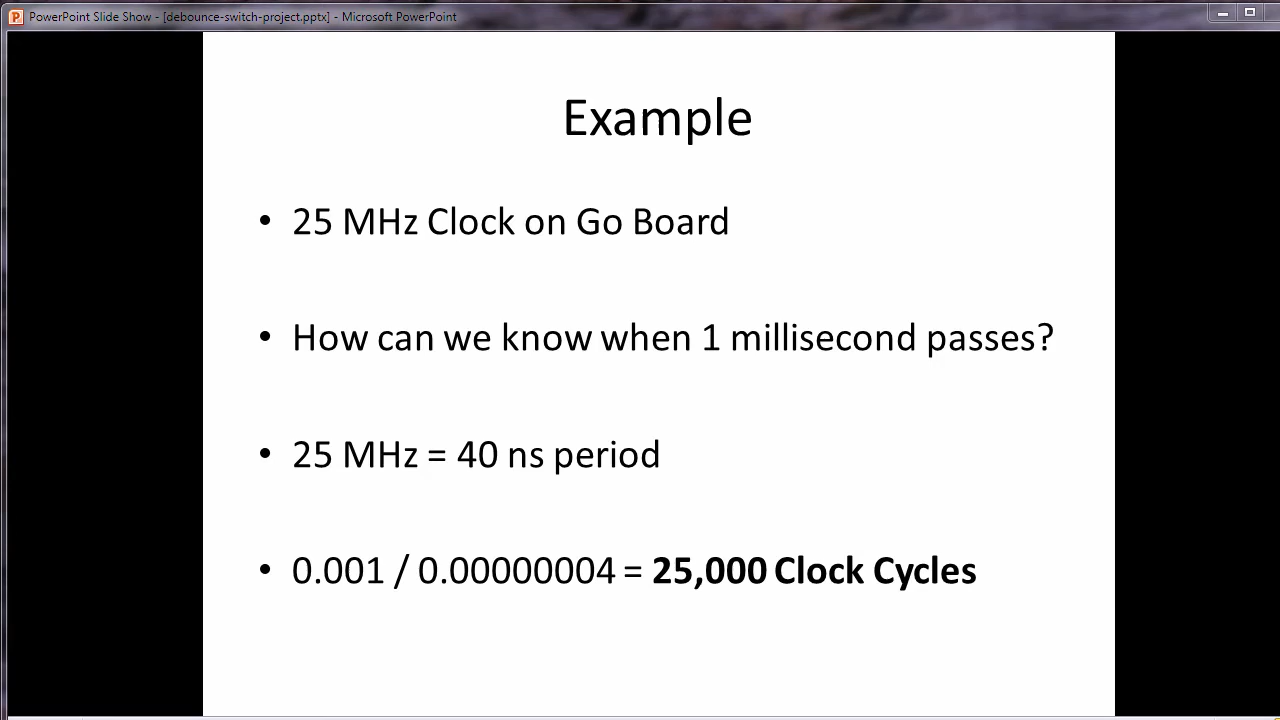 PowerPoint Slide Show - [debounce-switch-project.pptx] - Microsoft PowerPoint
Example
• 25 MHz Clock on Go Board
• How can we know when 1 millisecond passes?
• 25 MHz = 40 ns period
• 0.001 / 0.00000004 = 25,000 Clock Cycles